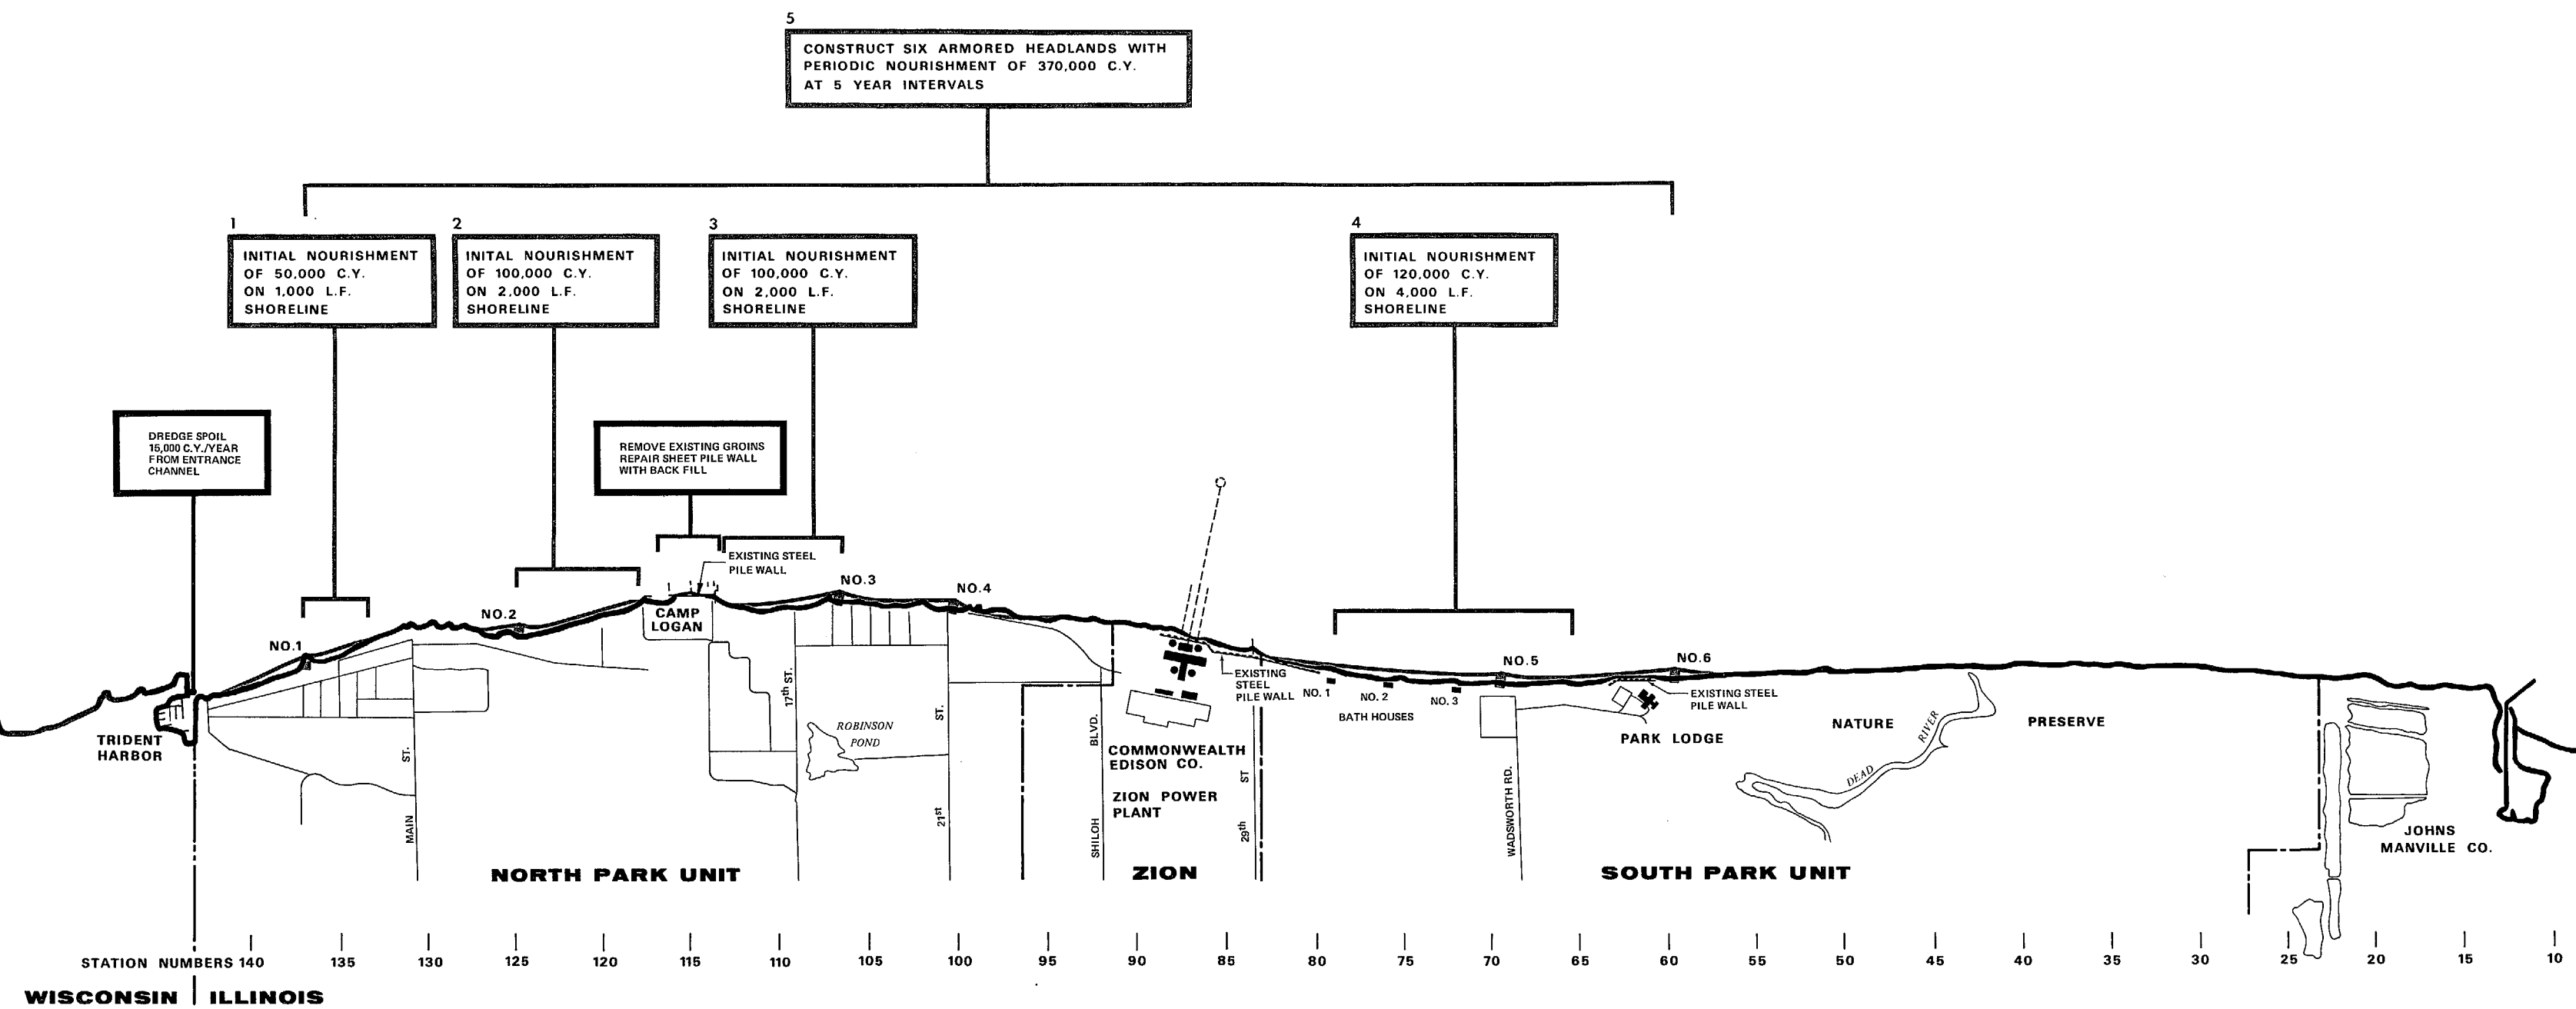 5
CONSTRUCT SIX ARMORED HEADLANDS WITH
PERIODIC NOURISHMENT OF 370,000 C.Y.
AT 5 YEAR INTERVALS
1
INITIAL NOURISHMENT
OF 50,000 C.Y.
ON 1,000 L.F.
SHORELINE
2
INITAL NOURISHMENT
OF 100,000 C.Y.
ON 2,000 L.F.
SHORELINE
3
INITIAL NOURISHMENT
OF 100,000 C.Y.
ON 2,000 L.F.
SHORELINE
4
INITIAL NOURISHMENT
OF 120,000 C.Y.
ON 4,000 L.F.
SHORELINE
DREDGE SPOIL
15,000 C.Y./YEAR
FROM ENTRANCE
CHANNEL
REMOVE EXISTING GROINS
REPAIR SHEET PILE WALL
WITH BACK FILL
EXISTING STEEL
PILE WALL
NO.1
NO.2
CAMP
LOGAN
NO.3
NO.4
NO.5
NO.6
EXISTING
STEEL
PILE WALL
NO. 1
NO. 2
NO. 3
BATH HOUSES
EXISTING STEEL
PILE WALL
TRIDENT
HARBOR
MAIN ST.
17th ST.
ROBINSON
POND
21st ST.
SHILOH BLVD.
COMMONWEALTH
EDISON CO.
ZION POWER
PLANT
29th ST
WADSWORTH RD.
PARK LODGE
NATURE PRESERVE
DEAD RIVER
JOHNS
MANVILLE CO.
NORTH PARK UNIT
ZION
SOUTH PARK UNIT
STATION NUMBERS 140 135 130 125 120 115 110 105 100 95 90 85 80 75 70 65 60 55 50 45 40 35 30 25 20 15 10
WISCONSIN ILLINOIS